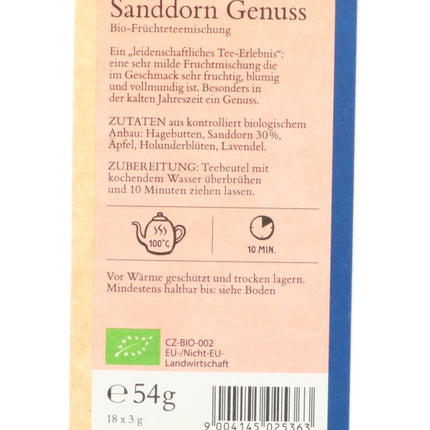 Sanddorn Genuss
Bio-Früchteteemischung
Ein „leidenschaftliches Tee-Erlebnis“:
eine sehr milde Fruchtmischung die
im Geschmack sehr fruchtig, blumig
und vollmundig ist. Besonders in
der kalten Jahreszeit ein Genuss.
ZUTATEN aus kontrolliert biologischem
Anbau: Hagebutten, Sanddorn 30%,
Äpfel, Holunderblüten, Lavendel.
ZUBEREITUNG: Teebeutel mit
kochendem Wasser überbrühen
und 10 Minuten ziehen lassen.
100°C
10 MIN.
Vor Wärme geschützt und trocken lagern.
Mindestens haltbar bis: siehe Boden
CZ-BIO-002
EU-/Nicht-EU-
Landwirtschaft
℮ 54g
18 x 3 g
9 004145 025363